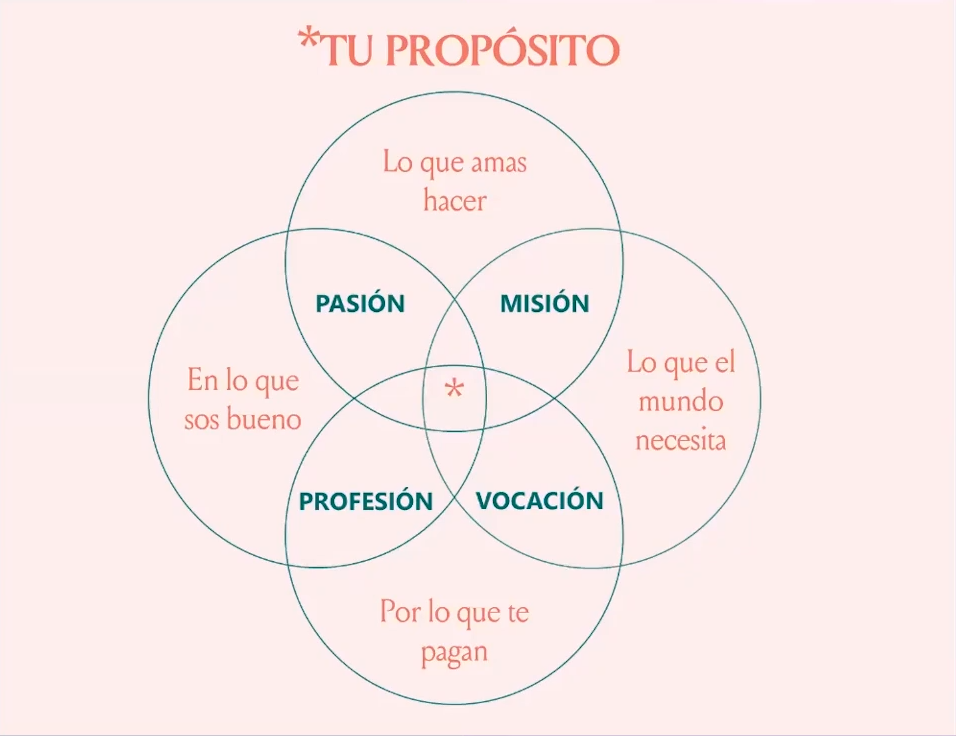 *TU PROPÓSITO
Lo que amas
hacer
PASIÓN
MISIÓN
En lo que
sos bueno
*
Lo que el
mundo
necesita
PROFESIÓN
VOCACIÓN
Por lo que te
pagan